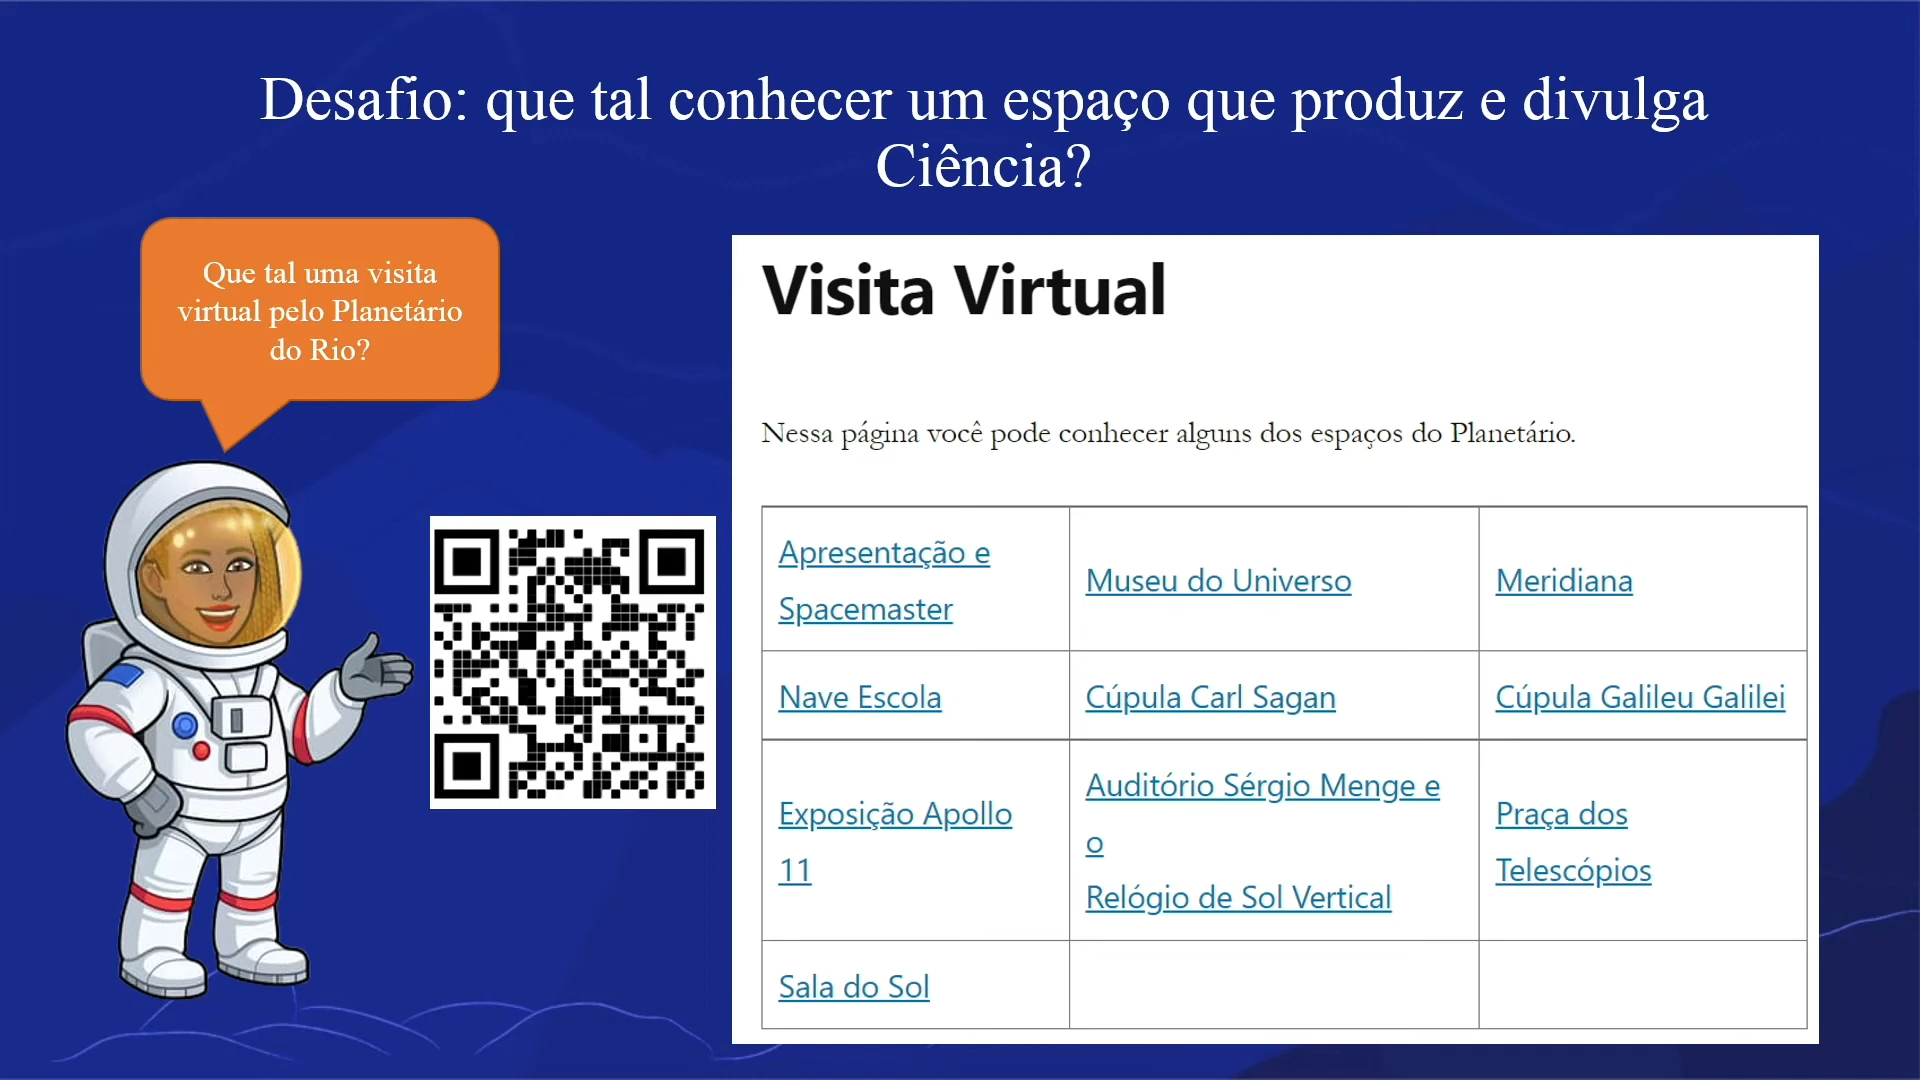 Desafio: que tal conhecer um espaço que produz e divulga
Ciência?
Que tal uma visita
virtual pelo Planetário
do Rio?
Visita Virtual
Nessa página você pode conhecer alguns dos espaços do Planetário.
Apresentação e
Spacemaster
Museu do Universo
Meridiana
Nave Escola
Cúpula Carl Sagan
Cúpula Galileu Galilei
Exposição Apollo
11
Auditório Sérgio Menge e
o
Relógio de Sol Vertical
Praça dos
Telescópios
Sala do Sol